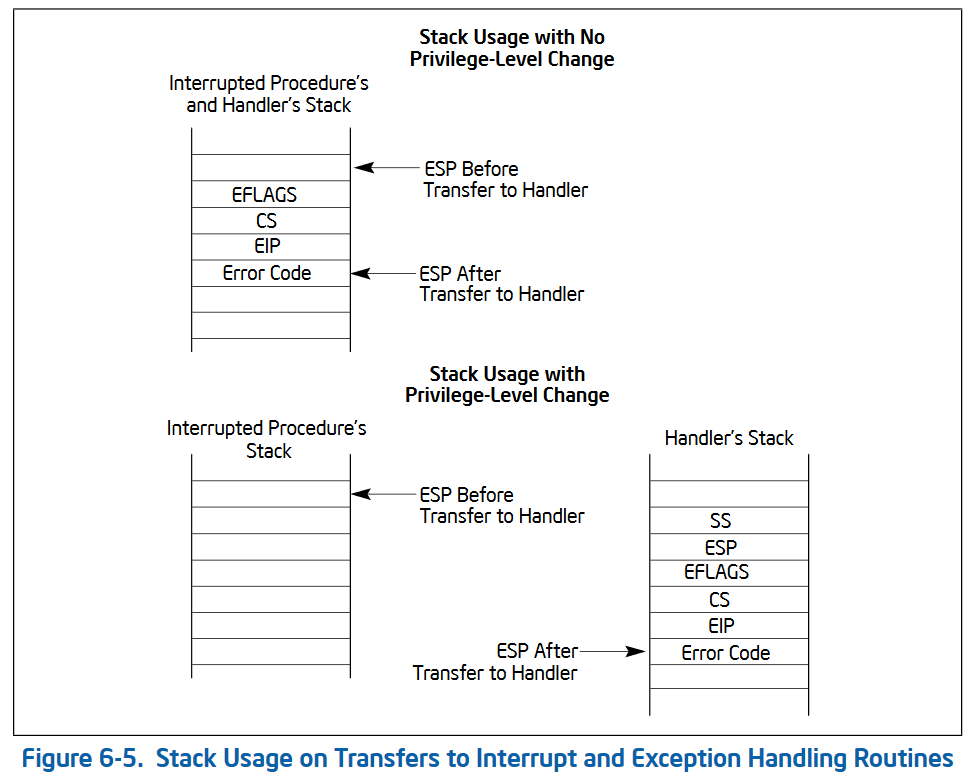 Stack Usage with No
Privilege-Level Change
Interrupted Procedure's
and Handler's Stack
ESP Before
Transfer to Handler
EFLAGS
CS
EIP
Error Code
ESP After
Transfer to Handler
Stack Usage with
Privilege-Level Change
Interrupted Procedure's
Stack
Handler's Stack
ESP Before
Transfer to Handler
SS
ESP
EFLAGS
CS
EIP
ESP After
Transfer to Handler
Error Code
Figure 6-5. Stack Usage on Transfers to Interrupt and Exception Handling Routines